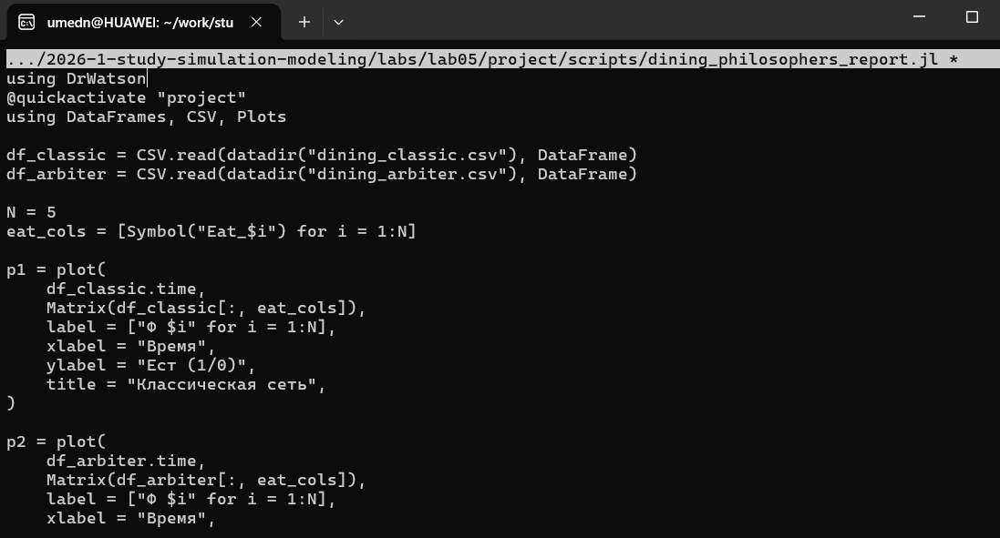 umedn@HUAWEI: ~/work/stu
.../2026-1-study-simulation-modeling/labs/lab05/project/scripts/dining_philosophers_report.jl *
using DrWatson
@quickactivate "project"
using DataFrames, CSV, Plots

df_classic = CSV.read(datadir("dining_classic.csv"), DataFrame)
df_arbiter = CSV.read(datadir("dining_arbiter.csv"), DataFrame)

N = 5
eat_cols = [Symbol("Eat_$i") for i = 1:N]

p1 = plot(
    df_classic.time,
    Matrix(df_classic[:, eat_cols]),
    label = ["Ф $i" for i = 1:N],
    xlabel = "Время",
    ylabel = "Ест (1/0)",
    title = "Классическая сеть",
)

p2 = plot(
    df_arbiter.time,
    Matrix(df_arbiter[:, eat_cols]),
    label = ["Ф $i" for i = 1:N],
    xlabel = "Время",